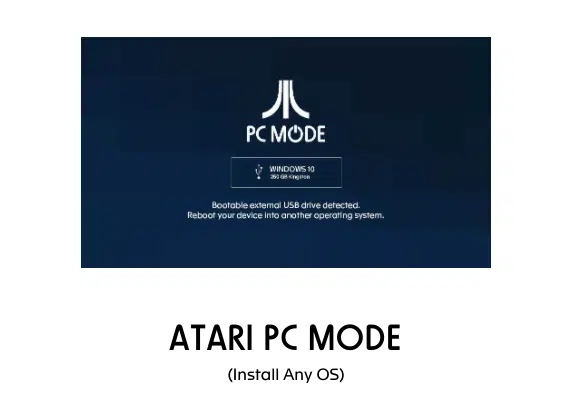 PC MODE
WINDOWS 10
250 GB Kingston
Bootable external USB drive detected.
Reboot your device into another operating system.
ATARI PC MODE
(Install Any OS)